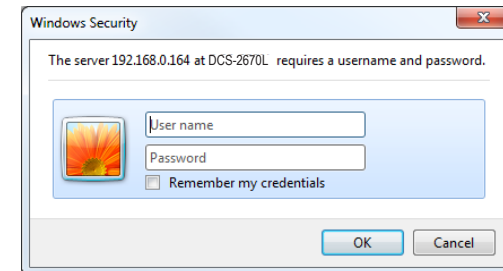 Windows Security
The server 192.168.0.164 at DCS-2670L requires a username and password.
User name
Password
Remember my credentials
OK Cancel